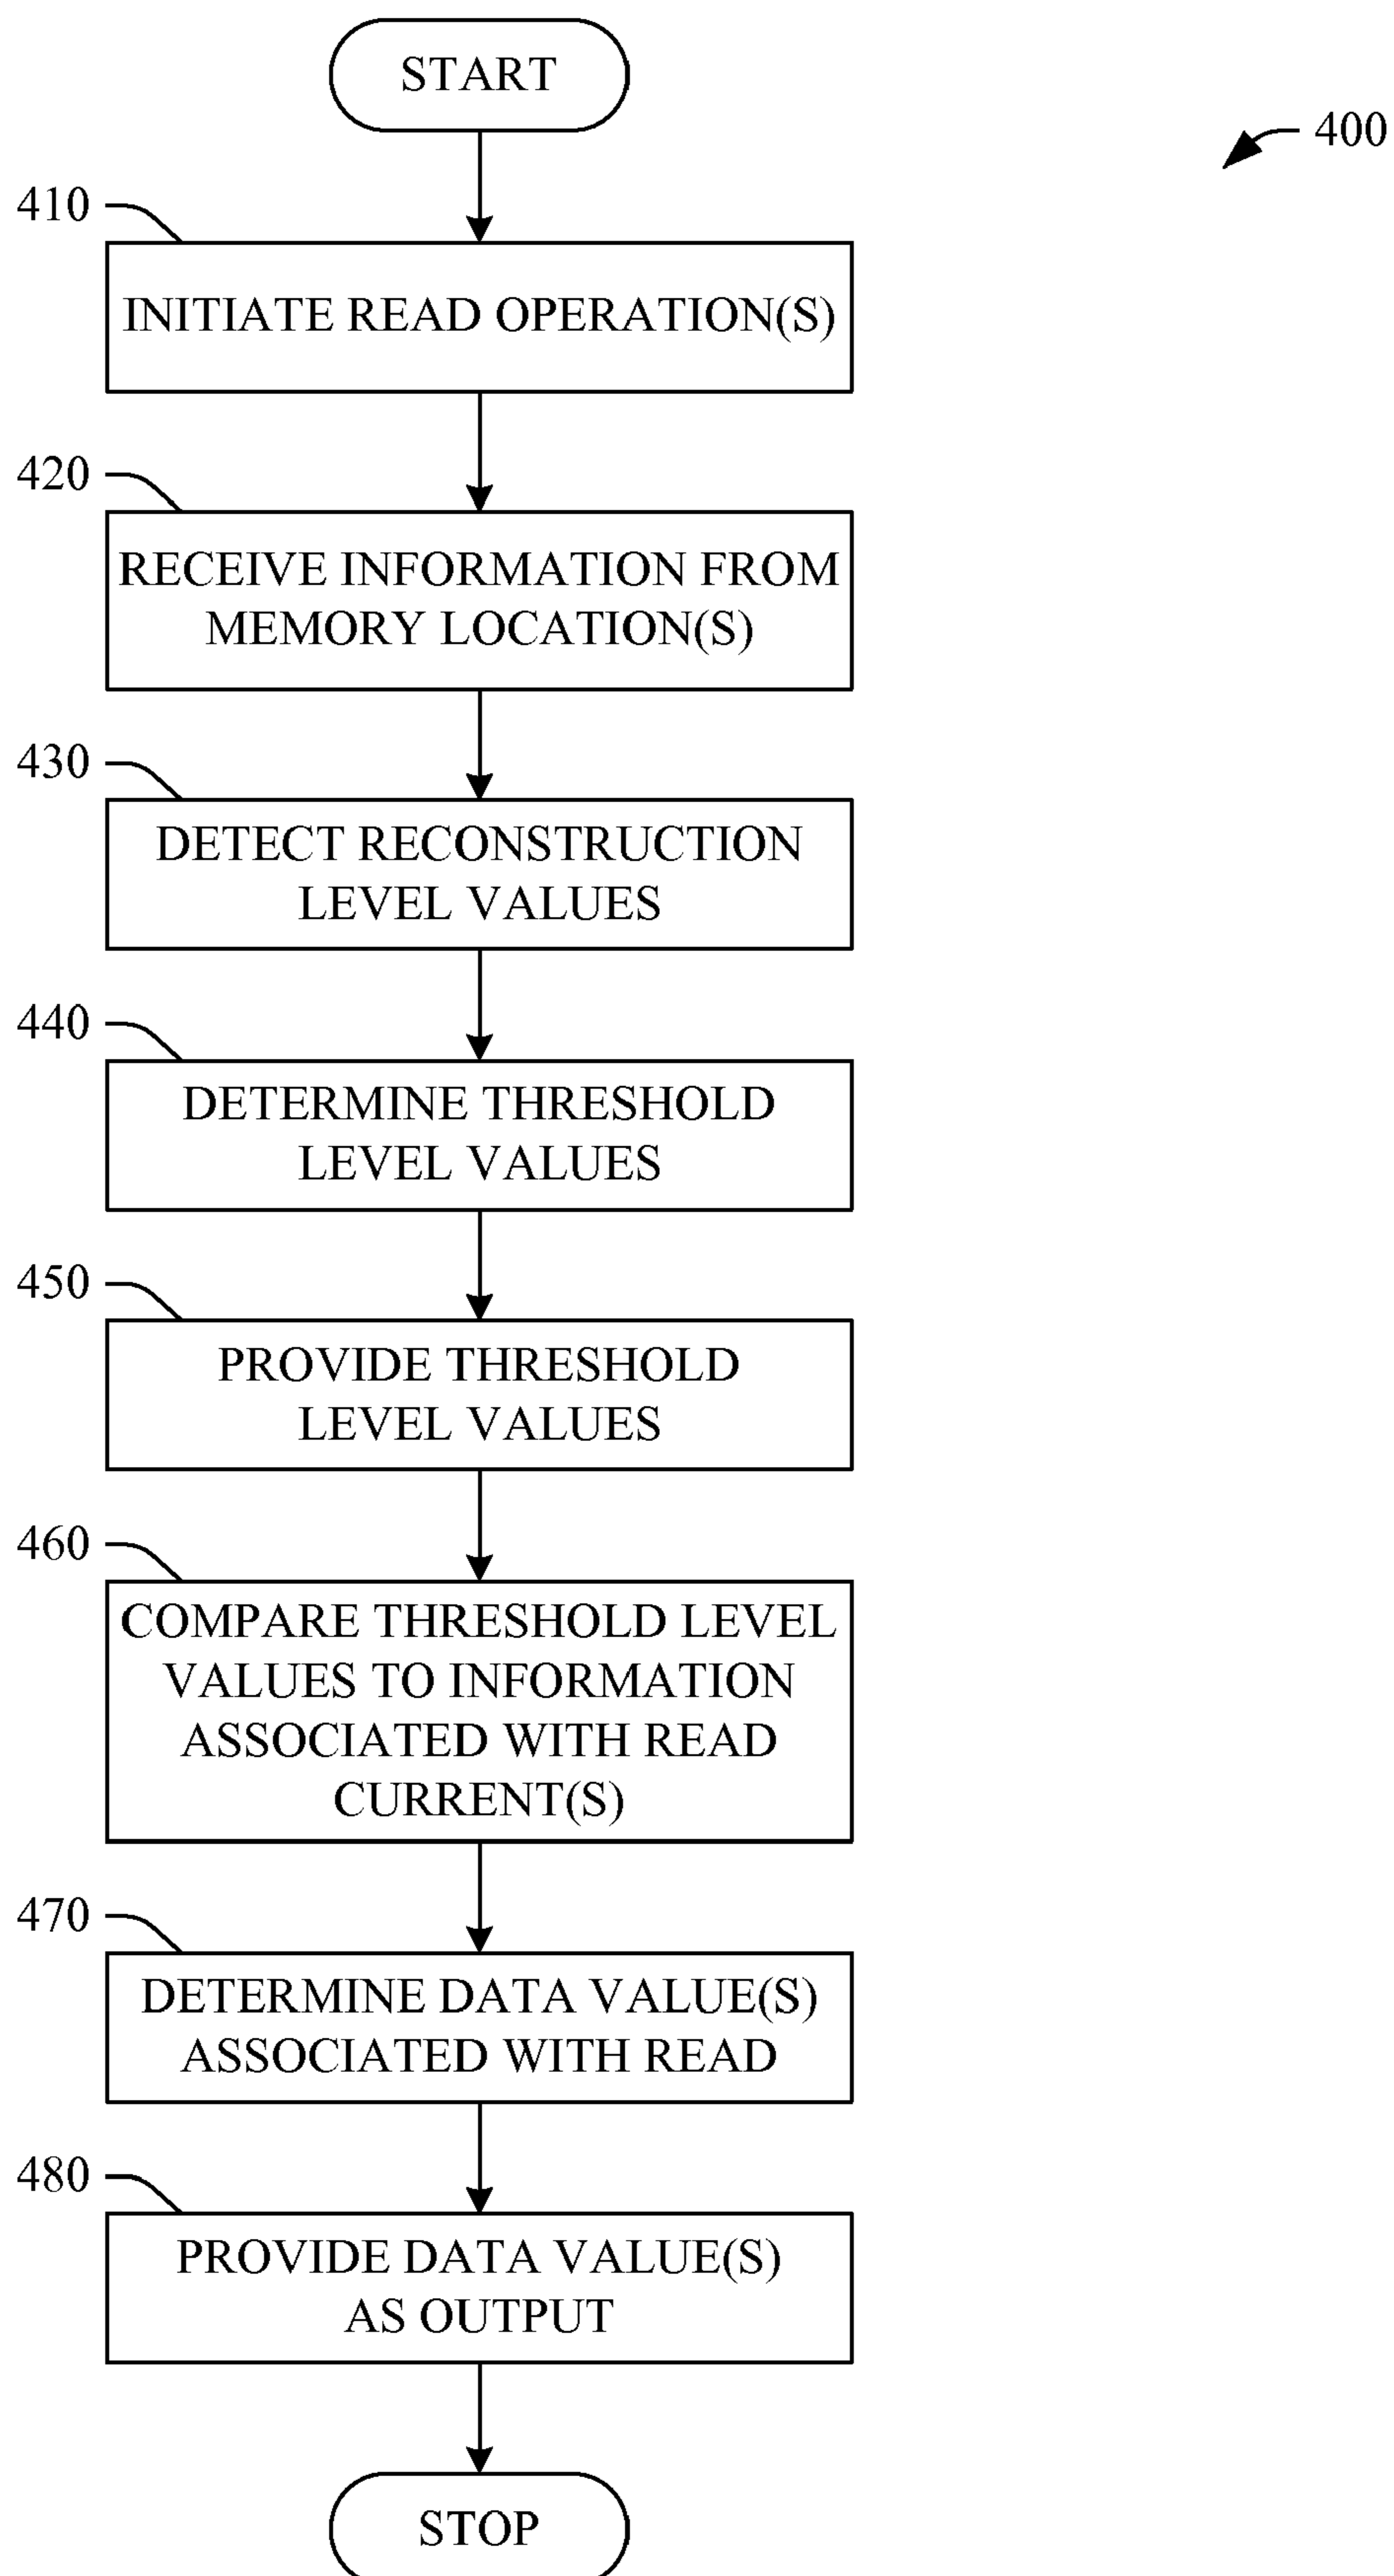 START
400
410
INITIATE READ OPERATION(S)
420
RECEIVE INFORMATION FROM
MEMORY LOCATION(S)
430
DETECT RECONSTRUCTION
LEVEL VALUES
440
DETERMINE THRESHOLD
LEVEL VALUES
450
PROVIDE THRESHOLD
LEVEL VALUES
460
COMPARE THRESHOLD LEVEL
VALUES TO INFORMATION
ASSOCIATED WITH READ
CURRENT(S)
470
DETERMINE DATA VALUE(S)
ASSOCIATED WITH READ
480
PROVIDE DATA VALUE(S)
AS OUTPUT
STOP